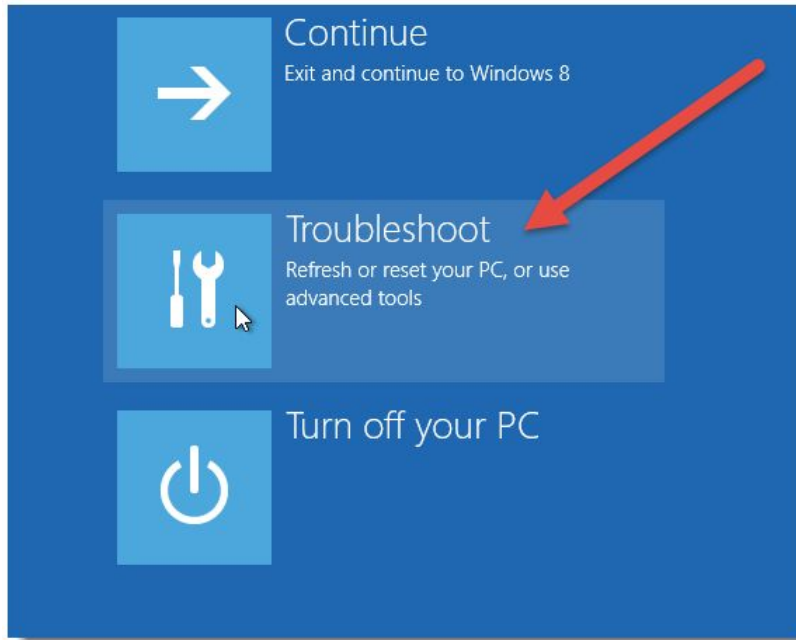 Continue
Exit and continue to Windows 8
Troubleshoot
Refresh or reset your PC, or use
advanced tools
Turn off your PC